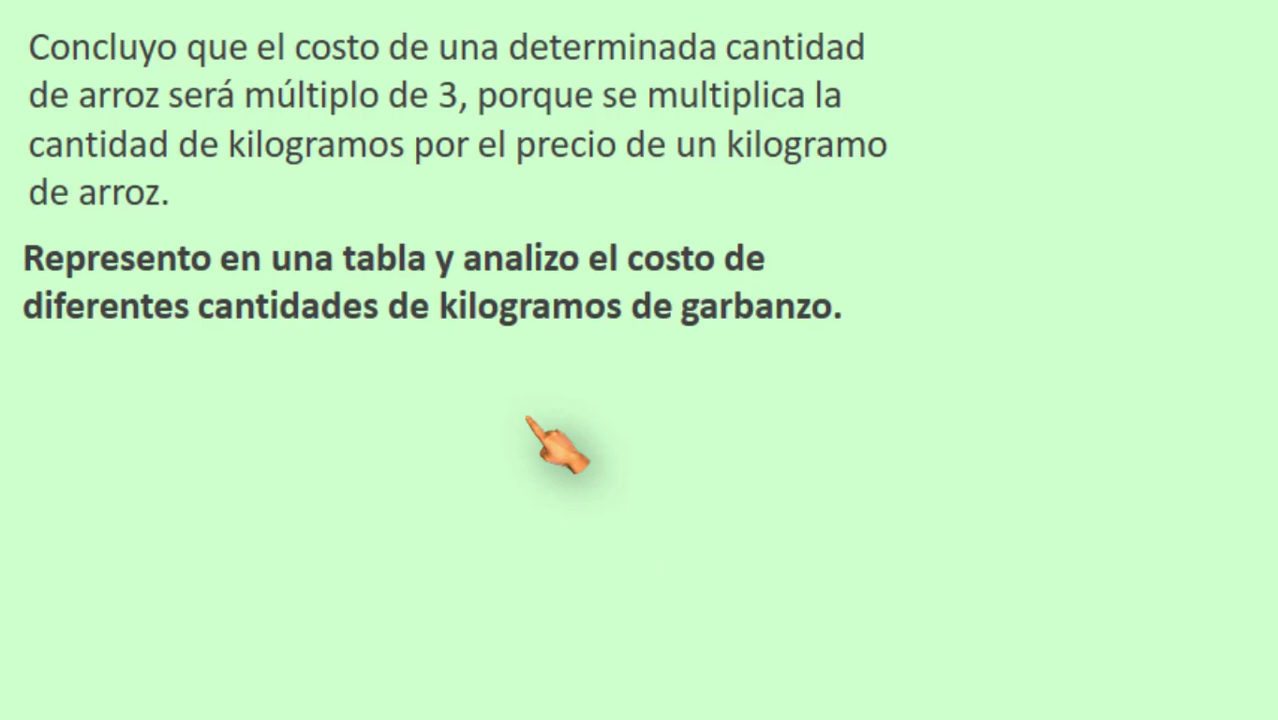 Concluyo que el costo de una determinada cantidad
de arroz será múltiplo de 3, porque se multiplica la
cantidad de kilogramos por el precio de un kilogramo
de arroz.
Represento en una tabla y analizo el costo de
diferentes cantidades de kilogramos de garbanzo.